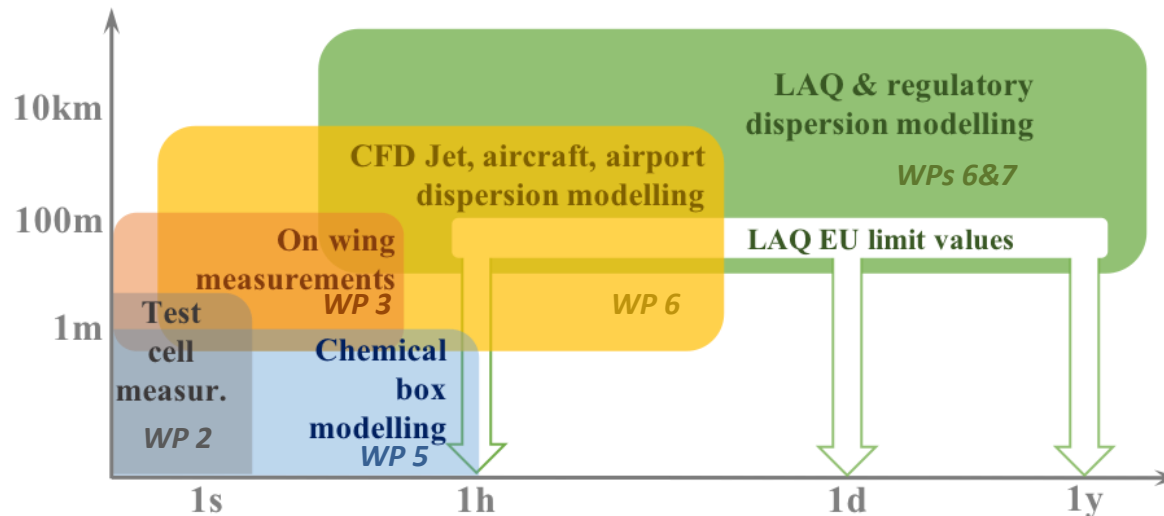 10km
100m
1m
LAQ & regulatory
dispersion modelling
WPs 6&7
CFD Jet, aircraft, airport
dispersion modelling
WP 6
LAQ EU limit values
On wing
measurements
WP 3
Test
cell
measur.
WP 2
Chemical
box
modelling
WP 5
1s
1h
1d
1y